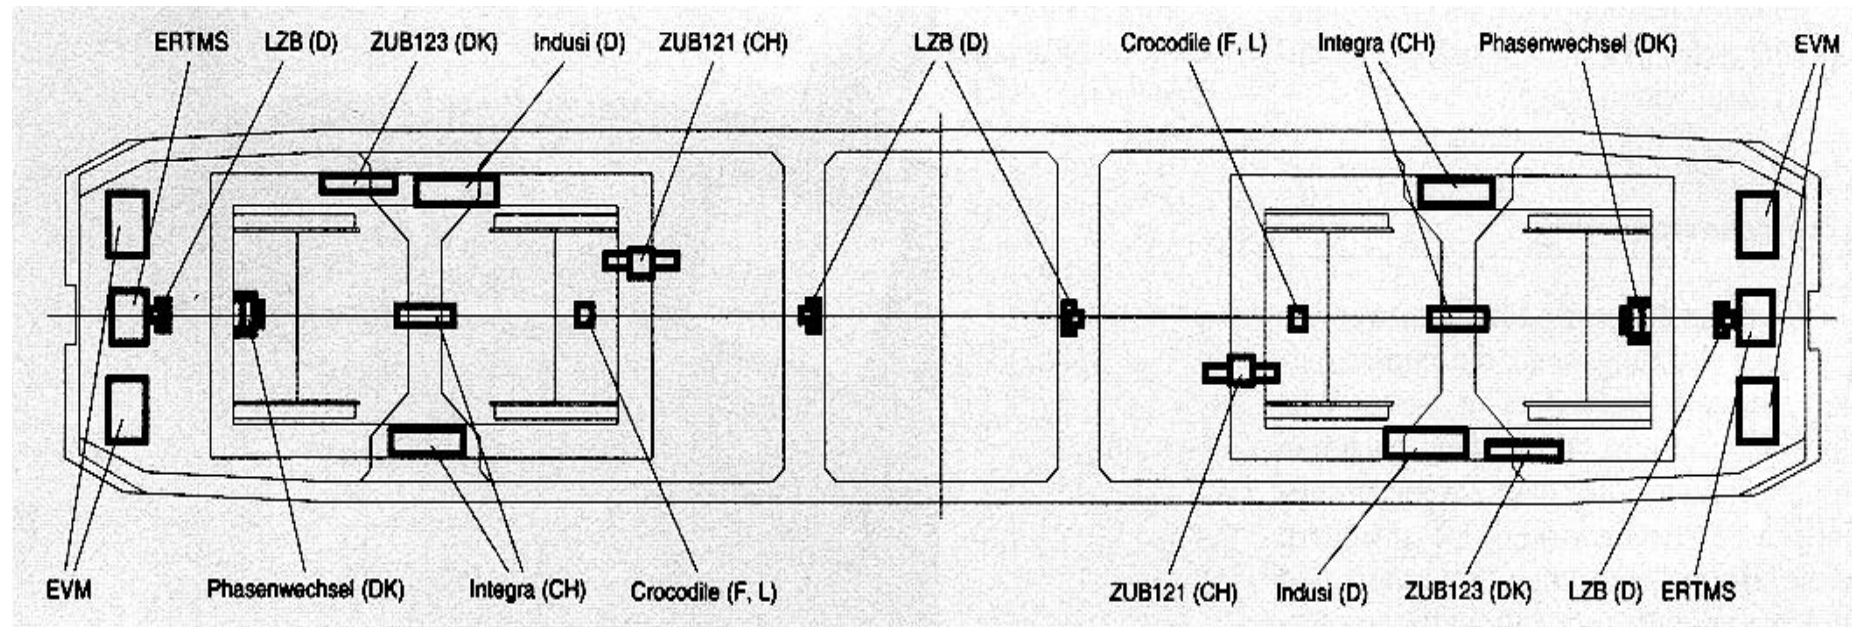 ERTMS LZB (D) ZUB123 (DK) Indusi (D) ZUB121 (CH) LZB (D) Crocodile (F, L) Integra (CH) Phasenwechsel (DK) EVM
EVM Phasenwechsel (DK) Integra (CH) Crocodile (F, L) ZUB121 (CH) Indusi (D) ZUB123 (DK) LZB (D) ERTMS